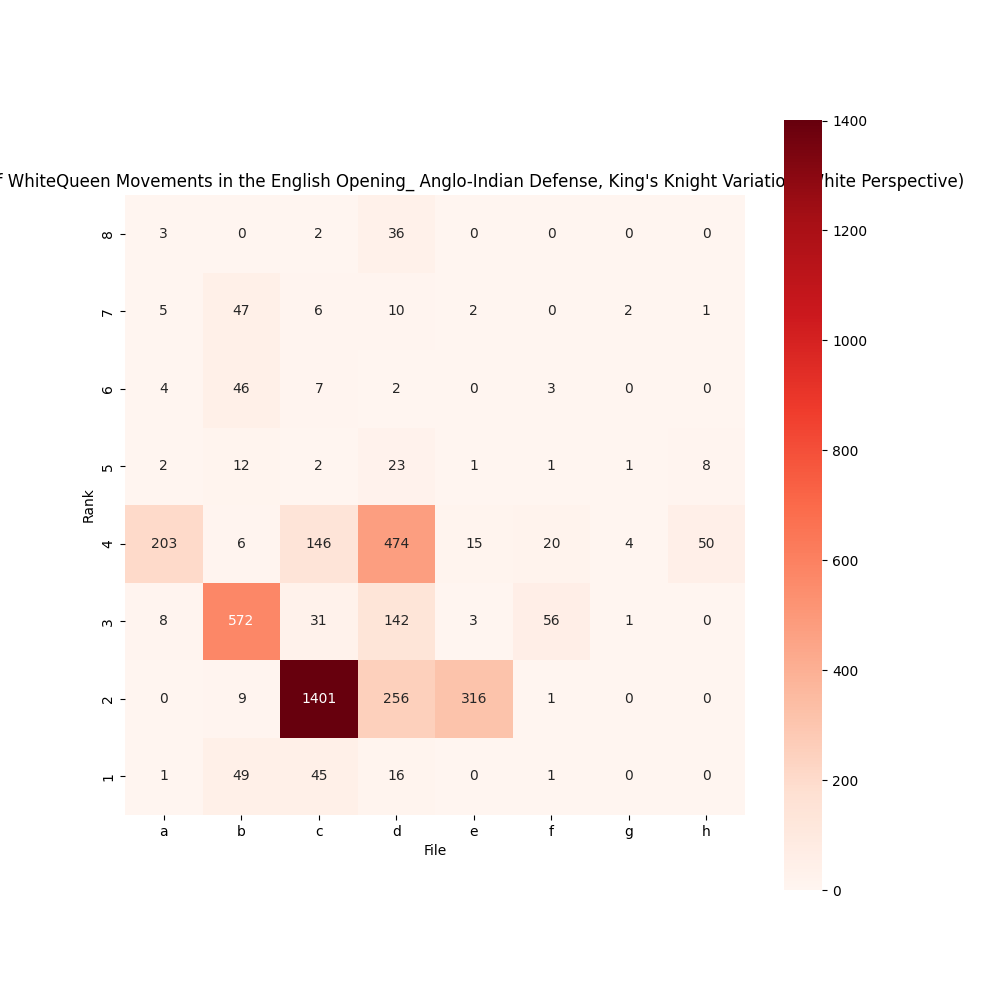 1400
f WhiteQueen Movements in the English Opening_ Anglo-Indian Defense, King's Knight Variation White Perspective)
8 3 0 2 36 0 0 0 0
1200
7 5 47 6 10 2 0 2 1
1000
6 4 46 7 2 0 3 0 0
800
5 2 12 2 23 1 1 1 8
Rank
4 203 6 146 474 15 20 4 50
600
3 8 572 31 142 3 56 1 0
400
2 0 9 1401 256 316 1 0 0
200
1 1 49 45 16 0 1 0 0
a b c d e f g h
File
0